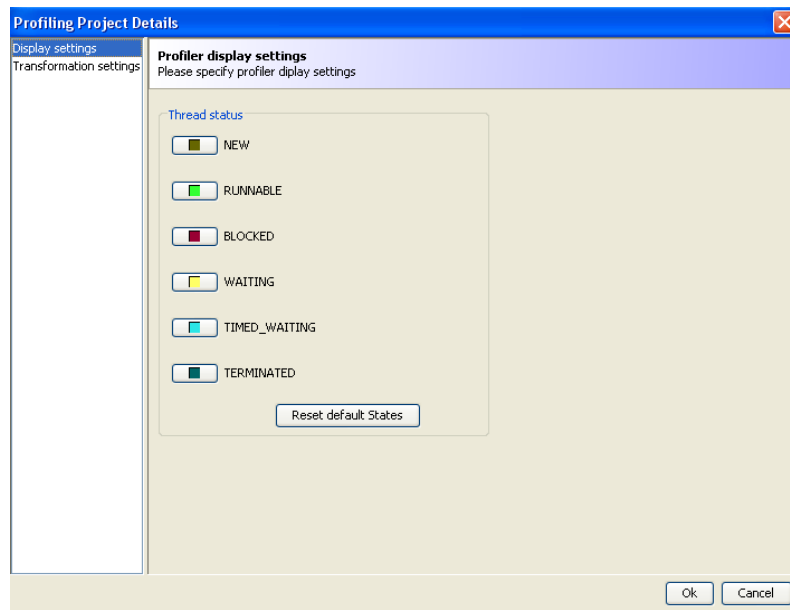 Profiling Project Details
Display settings
Transformation settings
Profiler display settings
Please specify profiler diplay settings
Thread status
NEW
RUNNABLE
BLOCKED
WAITING
TIMED_WAITING
TERMINATED
Reset default States
Ok
Cancel